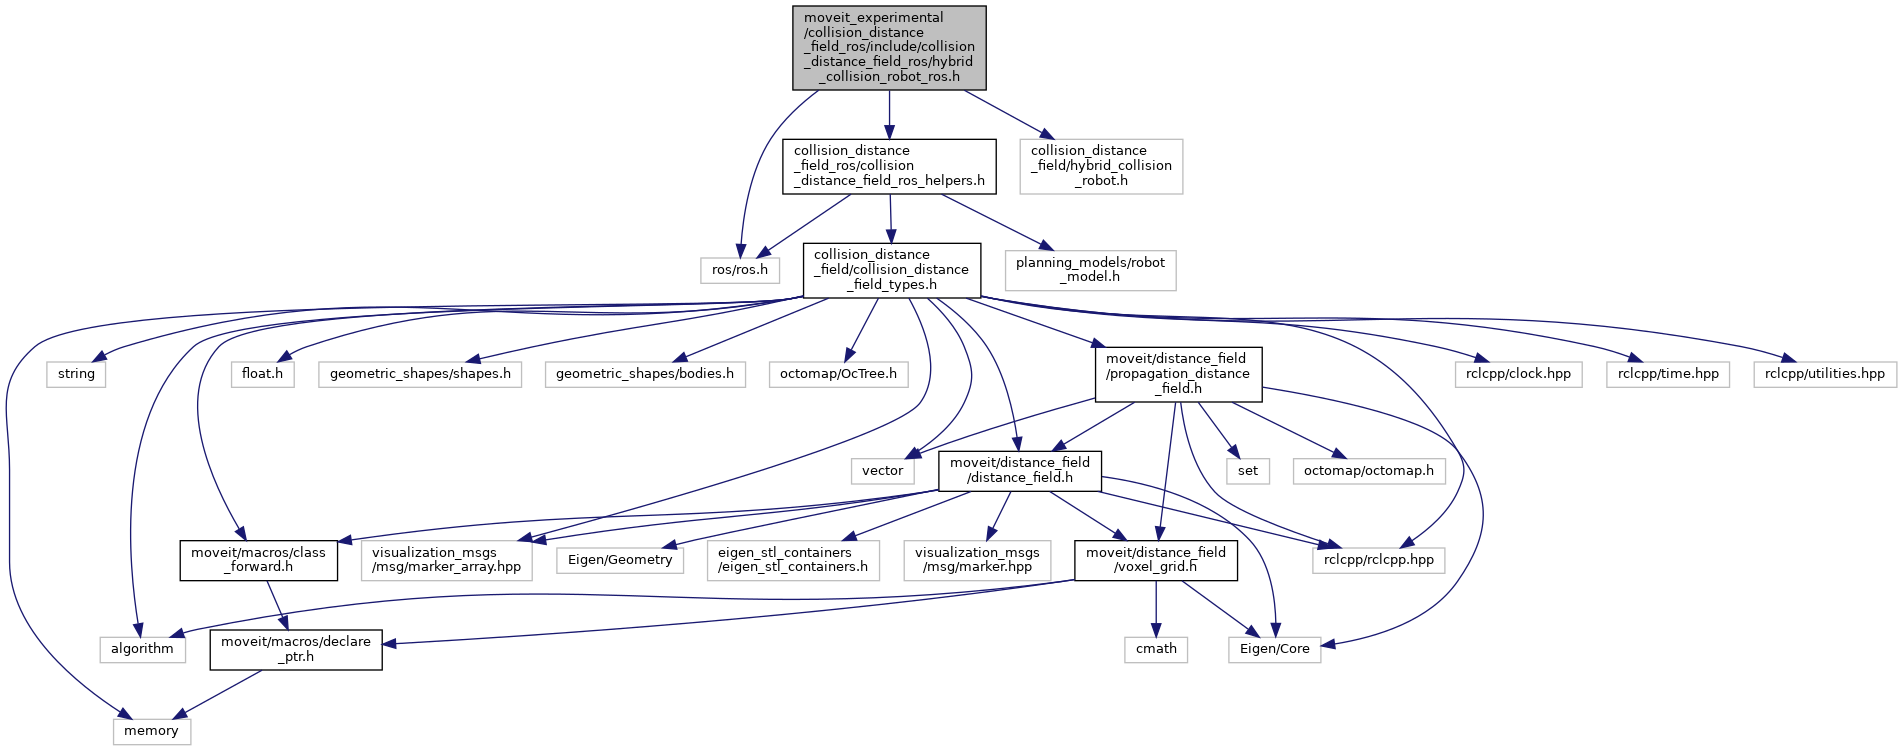 moveit_experimental
/collision_distance
_field_ros/include/collision
_distance_field_ros/hybrid
_collision_robot_ros.h
collision_distance
_field_ros/collision
_distance_field_ros_helpers.h
collision_distance
_field/hybrid_collision
_robot.h
ros/ros.h
collision_distance
_field/collision_distance
_field_types.h
planning_models/robot
_model.h
string
float.h
geometric_shapes/shapes.h
geometric_shapes/bodies.h
octomap/OcTree.h
moveit/distance_field
/propagation_distance
_field.h
rclcpp/clock.hpp
rclcpp/time.hpp
rclcpp/utilities.hpp
vector
moveit/distance_field
/distance_field.h
set
octomap/octomap.h
moveit/macros/class
_forward.h
visualization_msgs
/msg/marker_array.hpp
Eigen/Geometry
eigen_stl_containers
/eigen_stl_containers.h
visualization_msgs
/msg/marker.hpp
moveit/distance_field
/voxel_grid.h
rclcpp/rclcpp.hpp
algorithm
moveit/macros/declare
_ptr.h
cmath
Eigen/Core
memory